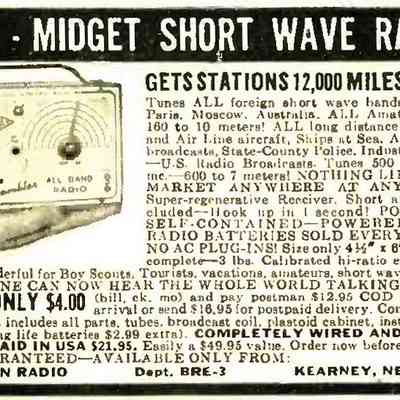 - MIDGET SHORT WAVE RA
GETS STATIONS 12,000 MILES
Tunes ALL foreign short wave bands
Paris, Moscow, Australia. ALL Amat
160 to 10 meters! ALL long distance
and Air Line aircraft, Ships at Sea. A
broadcasts, State-County Police. Indust
—U.S. Radio Broadcasts. Tunes 500
mc.—600 to 7 meters! NOTHING LI
MARKET ANYWHERE AT ANY
Super-regenerative Receiver. Short a
cluded—Hook up in 1 second! PO
SELF-CONTAINED—POWERE
RADIO BATTERIES SOLD EVERY
NO AC PLUG-INS! Size only 4½" x 6
complete—3 lbs. Calibrated hi-ratio
ALL BAND
RADIO
derful for Boy Scouts, Tourists, vacations, amateurs, short wave
NE CAN NOW HEAR THE WHOLE WORLD TALKING
ONLY $4.00 (bill, ck, mo) and pay postman $12.95 COD
arrival or send $16.95 for postpaid delivery. Com
includes all parts, tubes, broadcast coil, plastoid cabinet, inst
ng life batteries $2.99 extra). COMPLETELY WIRED AND
AID IN USA $21.95. Easily a $49.95 value. Order now before
RANTEED—AVAILABLE ONLY FROM:
N RADIO Dept. BRE-3 KEARNEY, NE